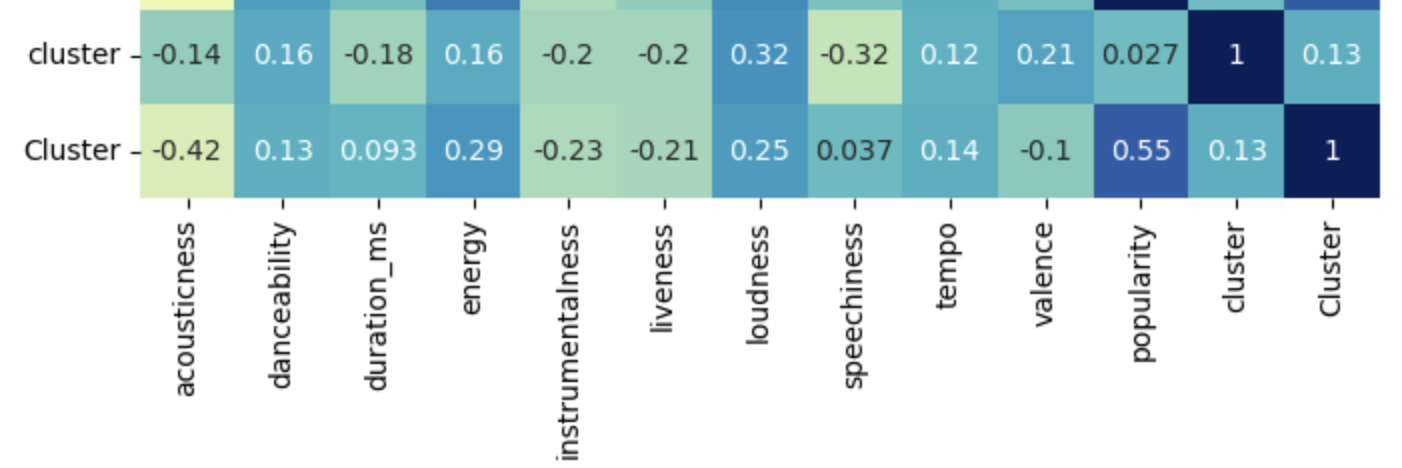 cluster -0.14 0.16 -0.18 0.16 -0.2 -0.2 0.32 -0.32 0.12 0.21 0.027 1 0.13
Cluster -0.42 0.13 0.093 0.29 -0.23 -0.21 0.25 0.037 0.14 -0.1 0.55 0.13 1
acousticness
danceability
duration_ms
energy
instrumentalness
liveness
loudness
speechiness
tempo
valence
popularity
cluster
Cluster